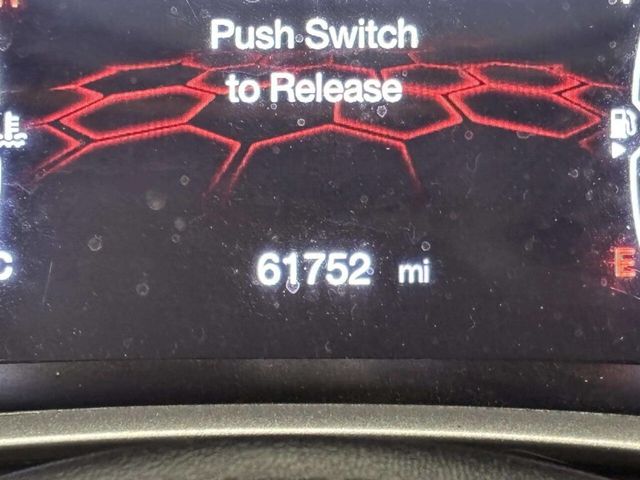 Push Switch
to Release
61752 mi
C
E